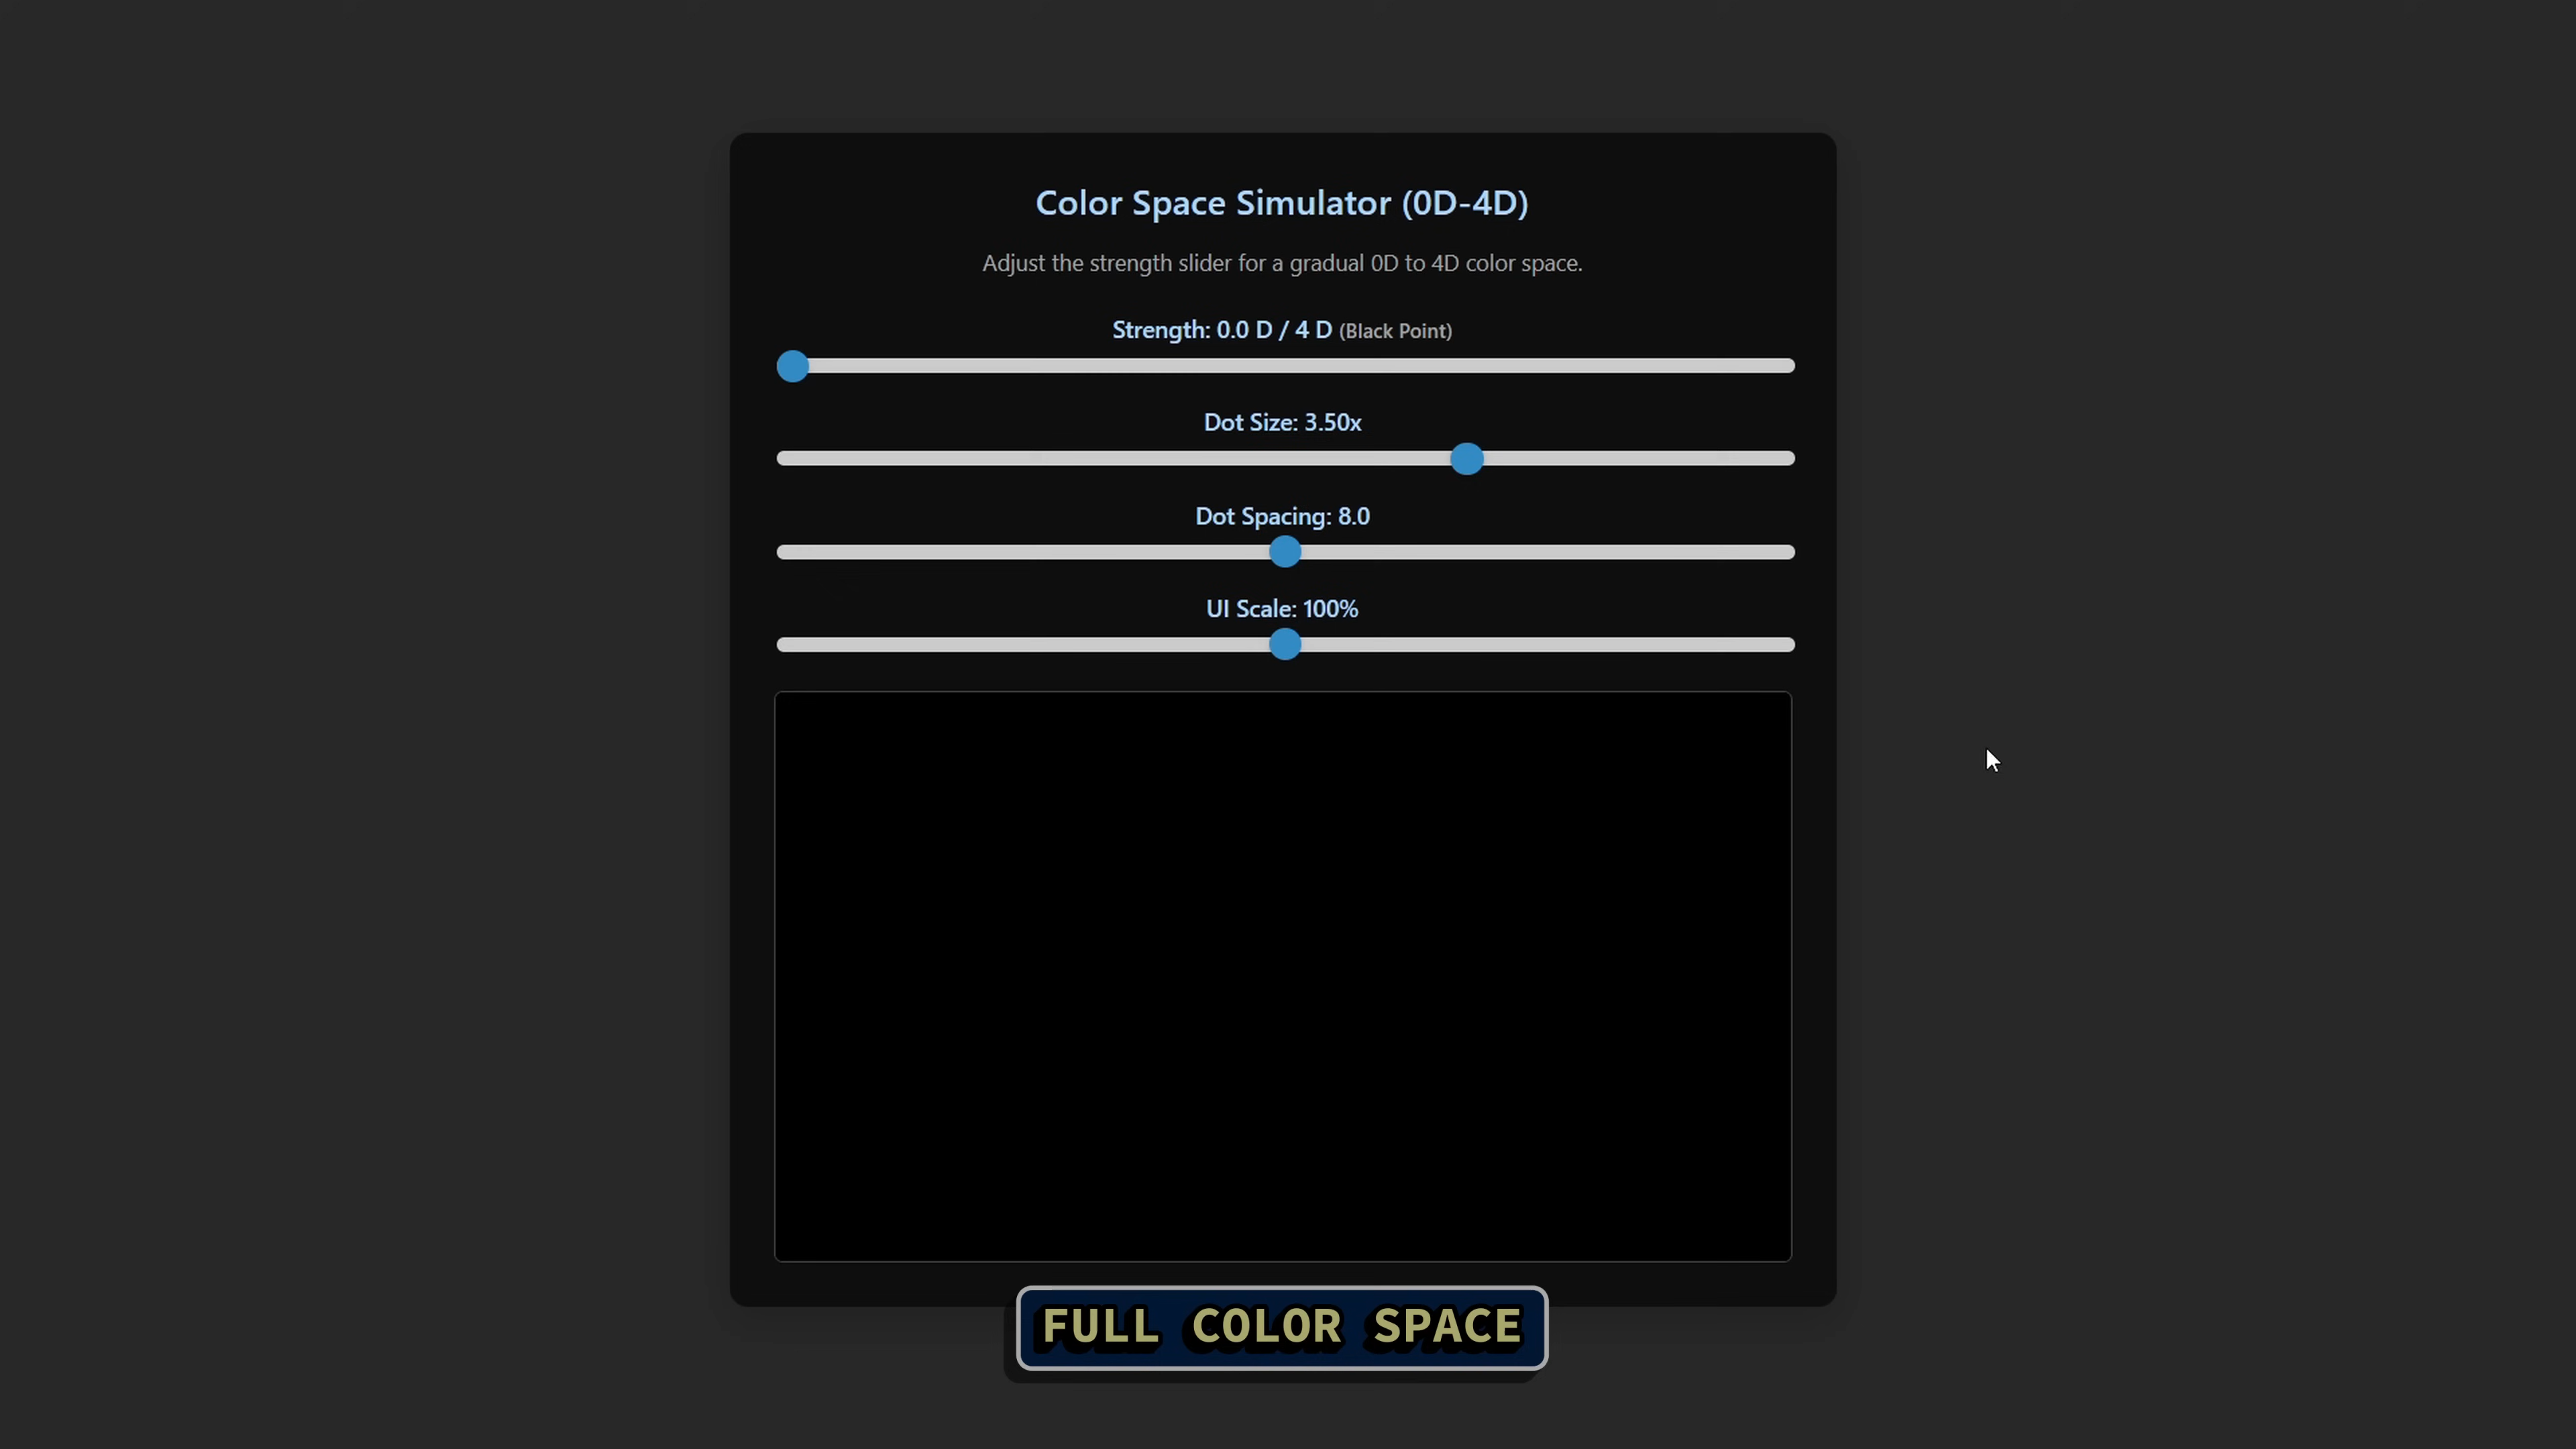 Color Space Simulator (0D-4D)
Adjust the strength slider for a gradual 0D to 4D color space.
Strength: 0.0 D / 4 D (Black Point)
Dot Size: 3.50x
Dot Spacing: 8.0
UI Scale: 100%
FULL COLOR SPACE